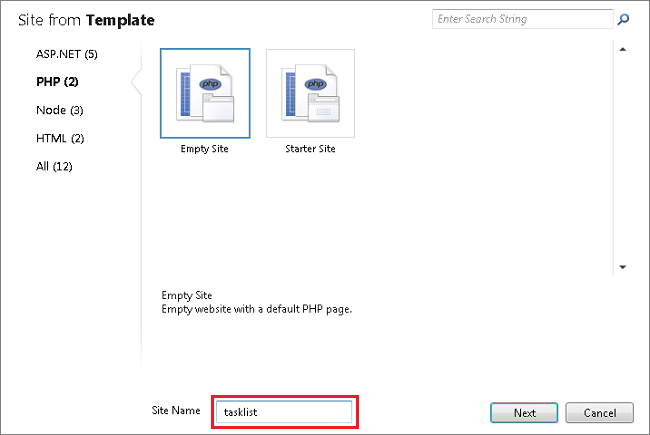 Site from Template
Enter Search String
ASP.NET (5)
PHP (2)
Node (3)
HTML (2)
All (12)
php
php
Empty Site
Starter Site
Empty Site
Empty website with a default PHP page.
Site Name
tasklist
Next
Cancel